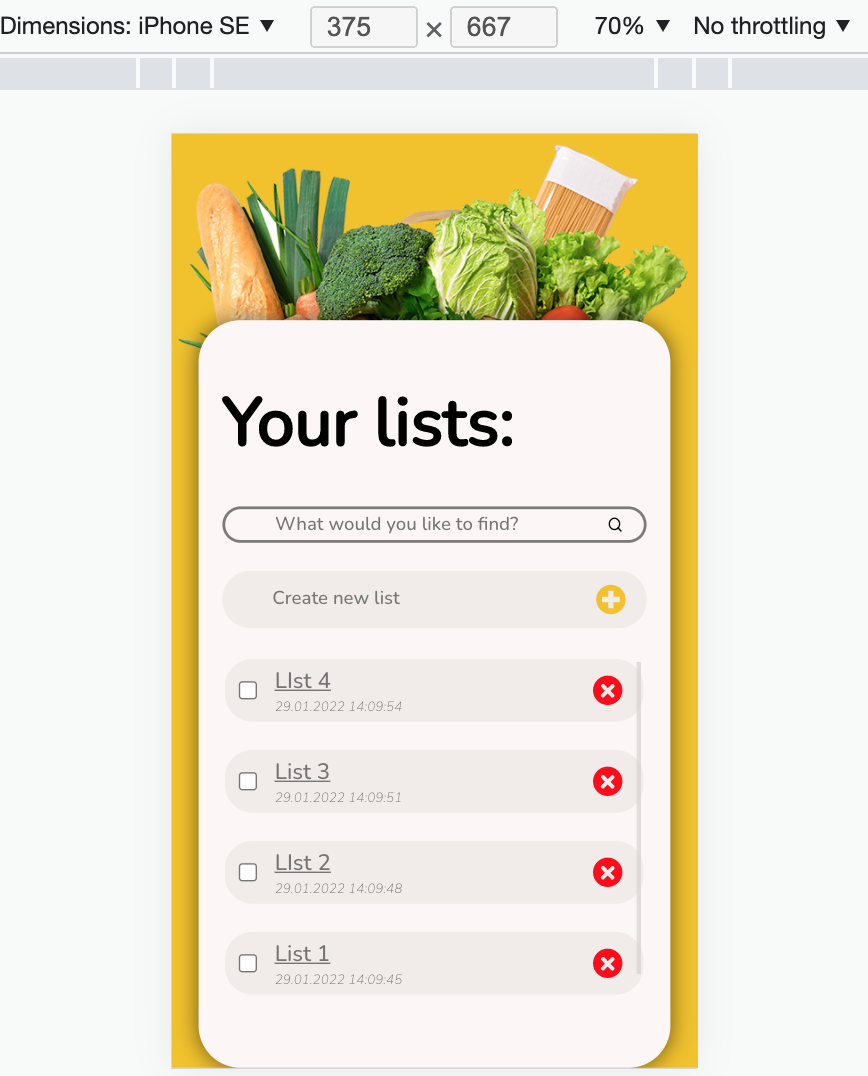 Dimensions: iPhone SE ▼ 375 × 667 70% ▼ No throttling ▼
Your lists:
What would you like to find?
Create new list
LIst 4
29.01.2022 14:09:54
List 3
29.01.2022 14:09:51
LIst 2
29.01.2022 14:09:48
List 1
29.01.2022 14:09:45